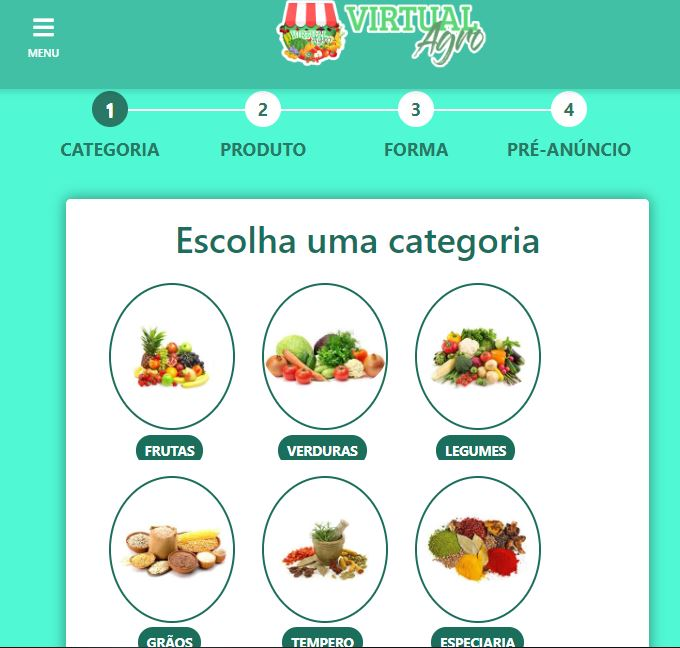 VIRTUAL
Agro
MENU
1
2
3
4
CATEGORIA
PRODUTO
FORMA
PRÉ-ANÚNCIO
Escolha uma categoria
FRUTAS
VERDURAS
LEGUMES
GRÃOS
TEMPERO
ESPECIARIA